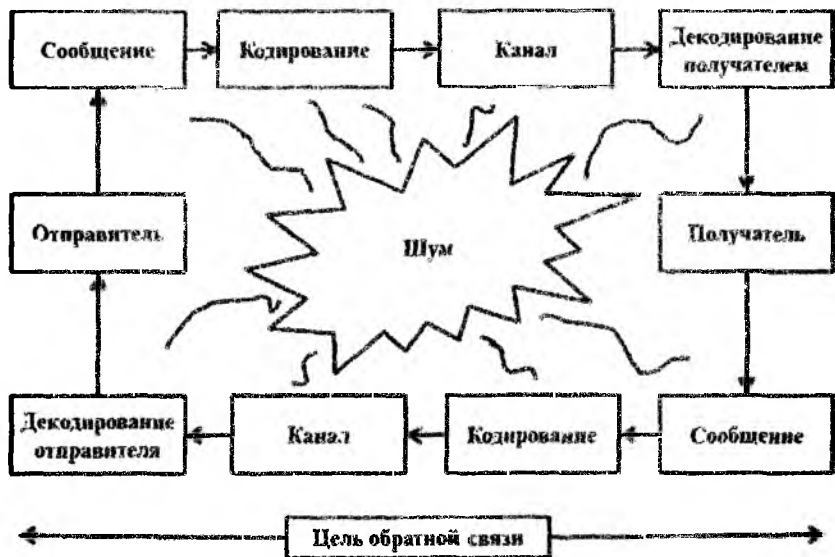 Сообщение
Кодирование
Канал
Декодирование
получателем
Отправитель
Шум
Получатель
Декодирование
отправителя
Канал
Кодирование
Сообщение
Цель обратной связи